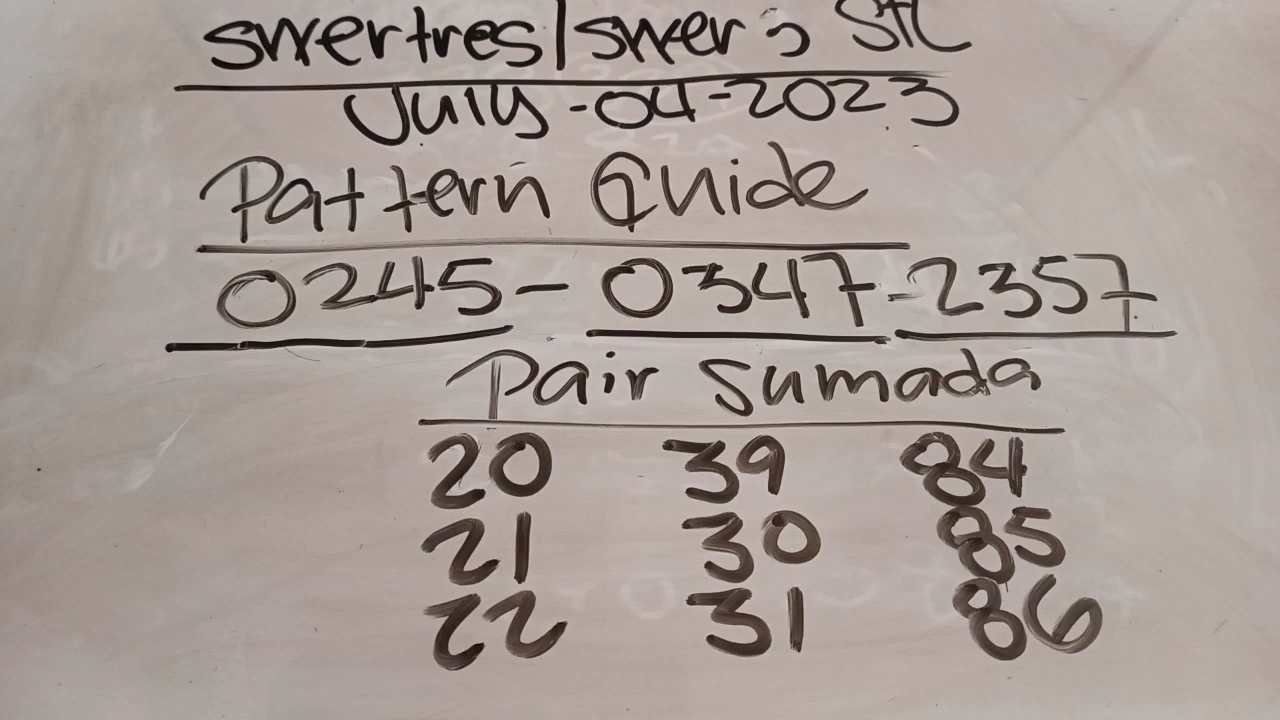 swertres/swer3 STL
July-04-2023
Pattern Guide
0245-0347-2357
Pair Sumada
20 39 84
21 30 85
22 31 86